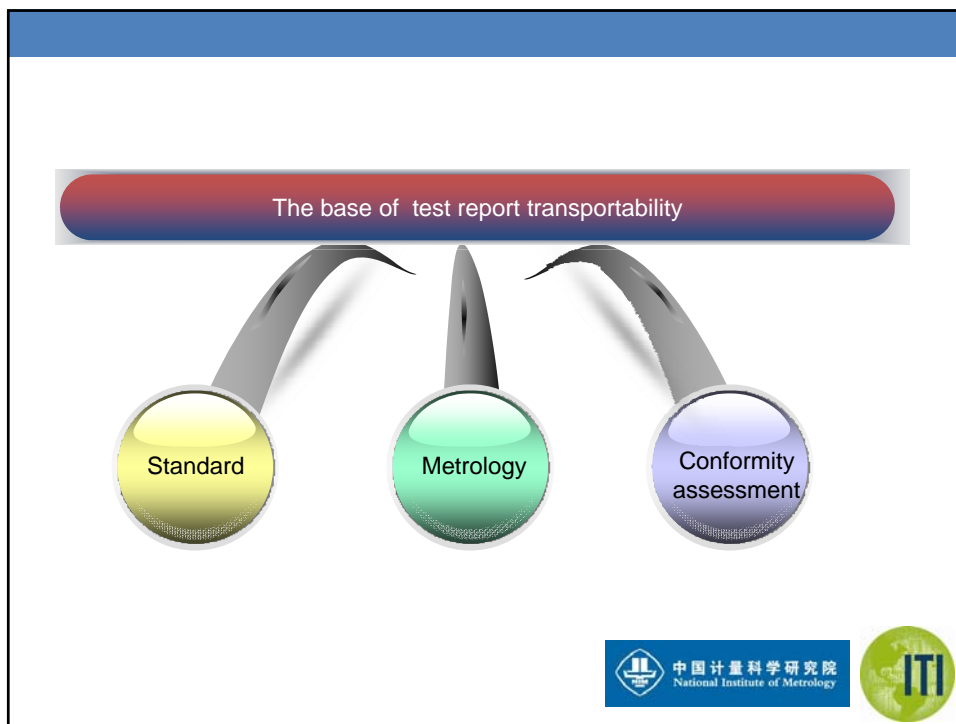 The base of  test report transportability
Standard
Metrology
Conformity
assessment
中国计量科学研究院
National Institute of Metrology
ITI